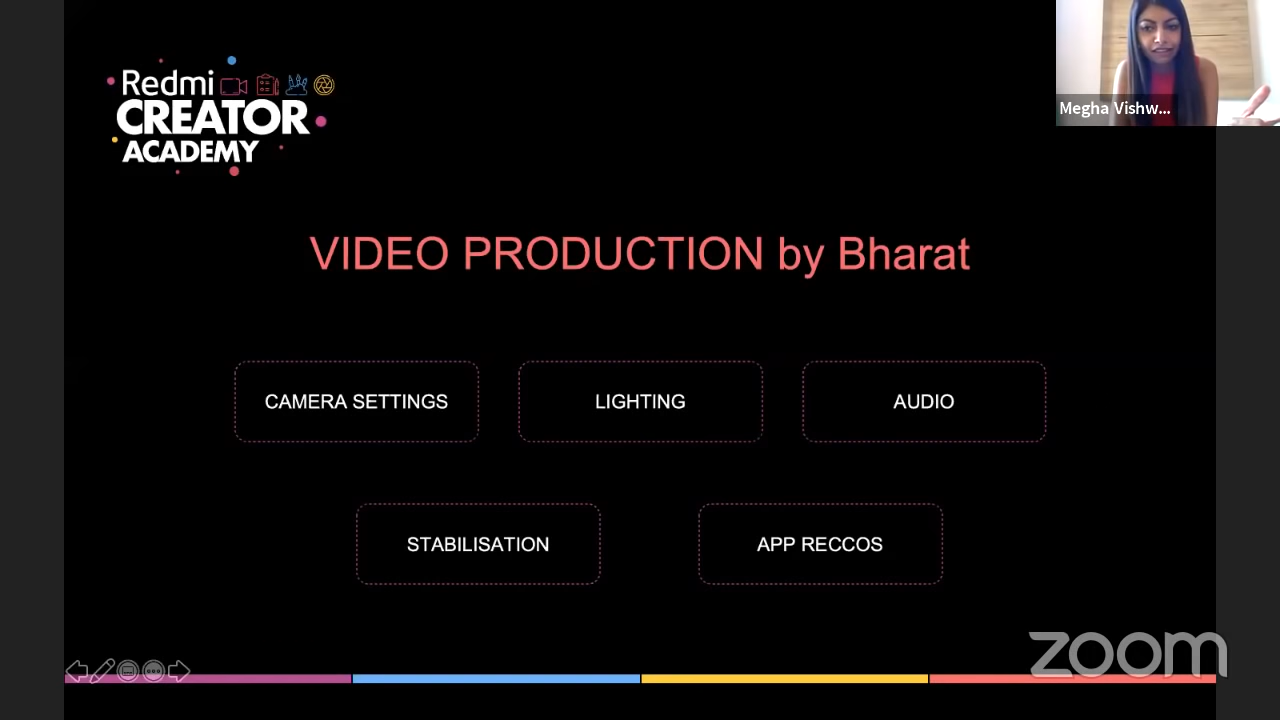 Redmi
CREATOR
ACADEMY
Megha Vishw...
VIDEO PRODUCTION by Bharat
CAMERA SETTINGS
LIGHTING
AUDIO
STABILISATION
APP RECCOS
zoom